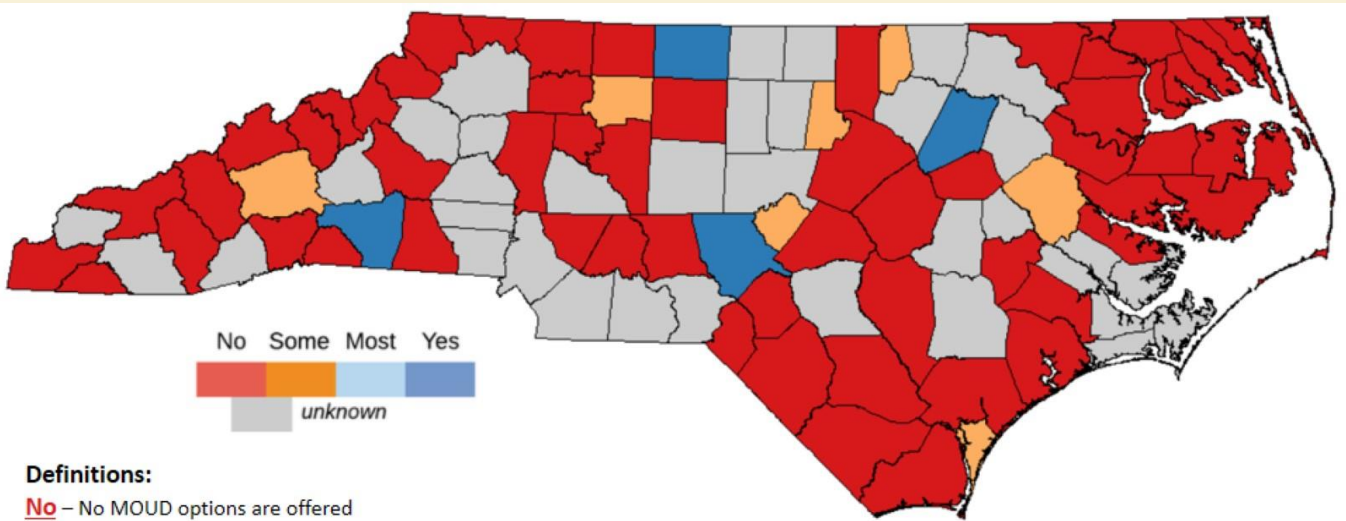 No Some Most Yes
unknown
Definitions:
No – No MOUD options are offered